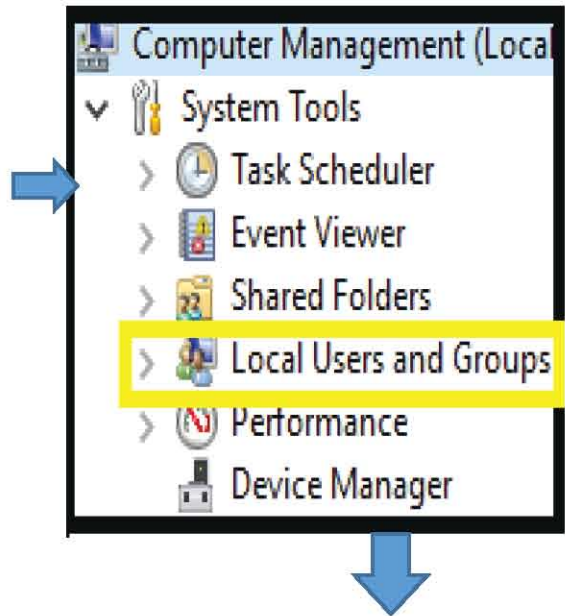 Computer Management (Local
System Tools
Task Scheduler
Event Viewer
Shared Folders
Local Users and Groups
Performance
Device Manager